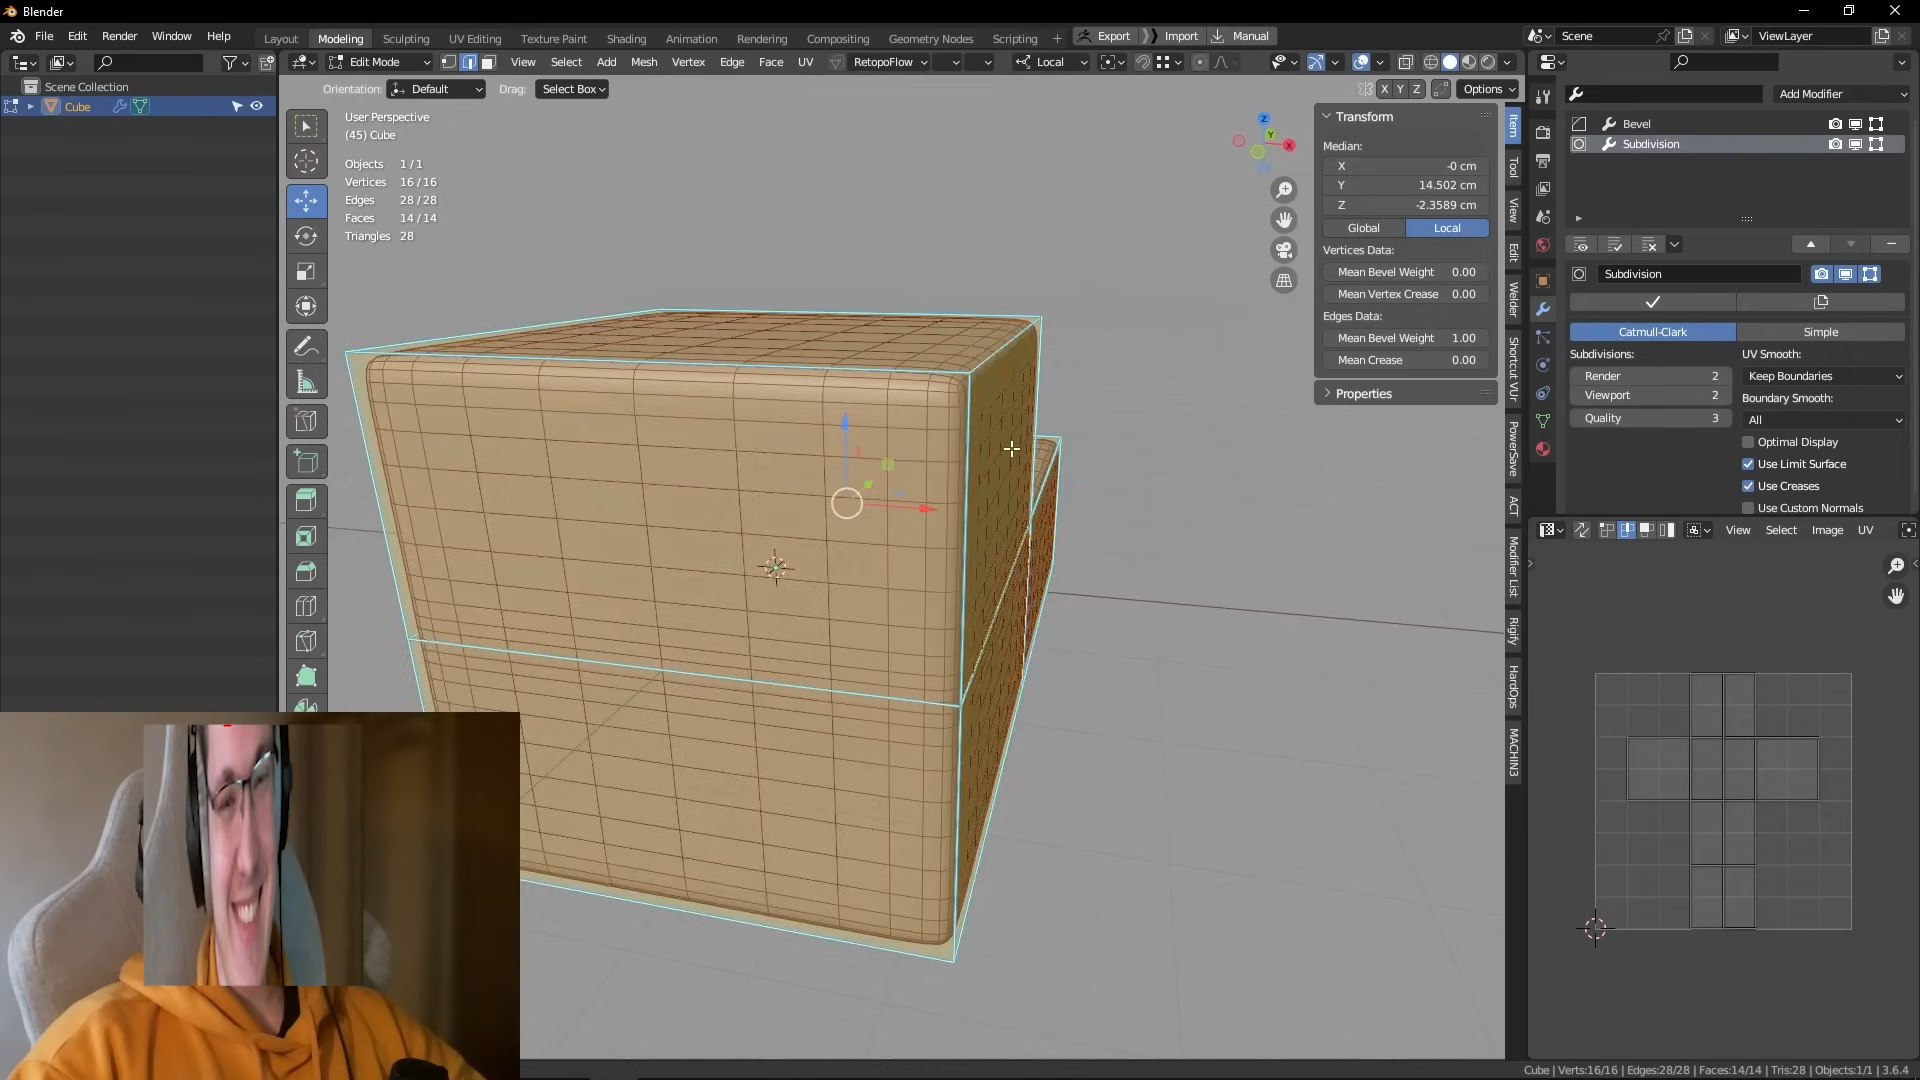 Blender
File Edit Render Window Help
Layout Modeling Sculpting UV Editing Texture Paint Shading Animation Rendering Compositing Geometry Nodes Scripting + Export Import Manual
Scene
ViewLayer
Edit Mode View Select Add Mesh Vertex Edge Face UV RetopoFlow Local
Scene Collection
Cube
Orientation: Default Drag: Select Box
X Y Z Options
User Perspective
(45) Cube
Objects 1 / 1
Vertices 16 / 16
Edges 28 / 28
Faces 14 / 14
Triangles 28
Z
Y
X
Transform
Median:
X -0 cm
Y 14.502 cm
Z -2.3589 cm
Global Local
Vertices Data:
Mean Bevel Weight 0.00
Mean Vertex Crease 0.00
Edges Data:
Mean Bevel Weight 1.00
Mean Crease 0.00
Properties
Item
Tool
View
Edit
Welder
Shortcut VUr
PowerSave
ACT
Modifier List
Rigify
HardOps
MACHIN3
Add Modifier
Bevel
Subdivision
Subdivision
Catmull-Clark Simple
Subdivisions:
Render 2
Viewport 2
Quality 3
UV Smooth:
Keep Boundaries
Boundary Smooth:
All
Optimal Display
Use Limit Surface
Use Creases
Use Custom Normals
View Select Image UV
Cube | Verts:16/16 | Edges:28/28 | Faces:14/14 | Tris:28 | Objects:1/1 | 3.6.4